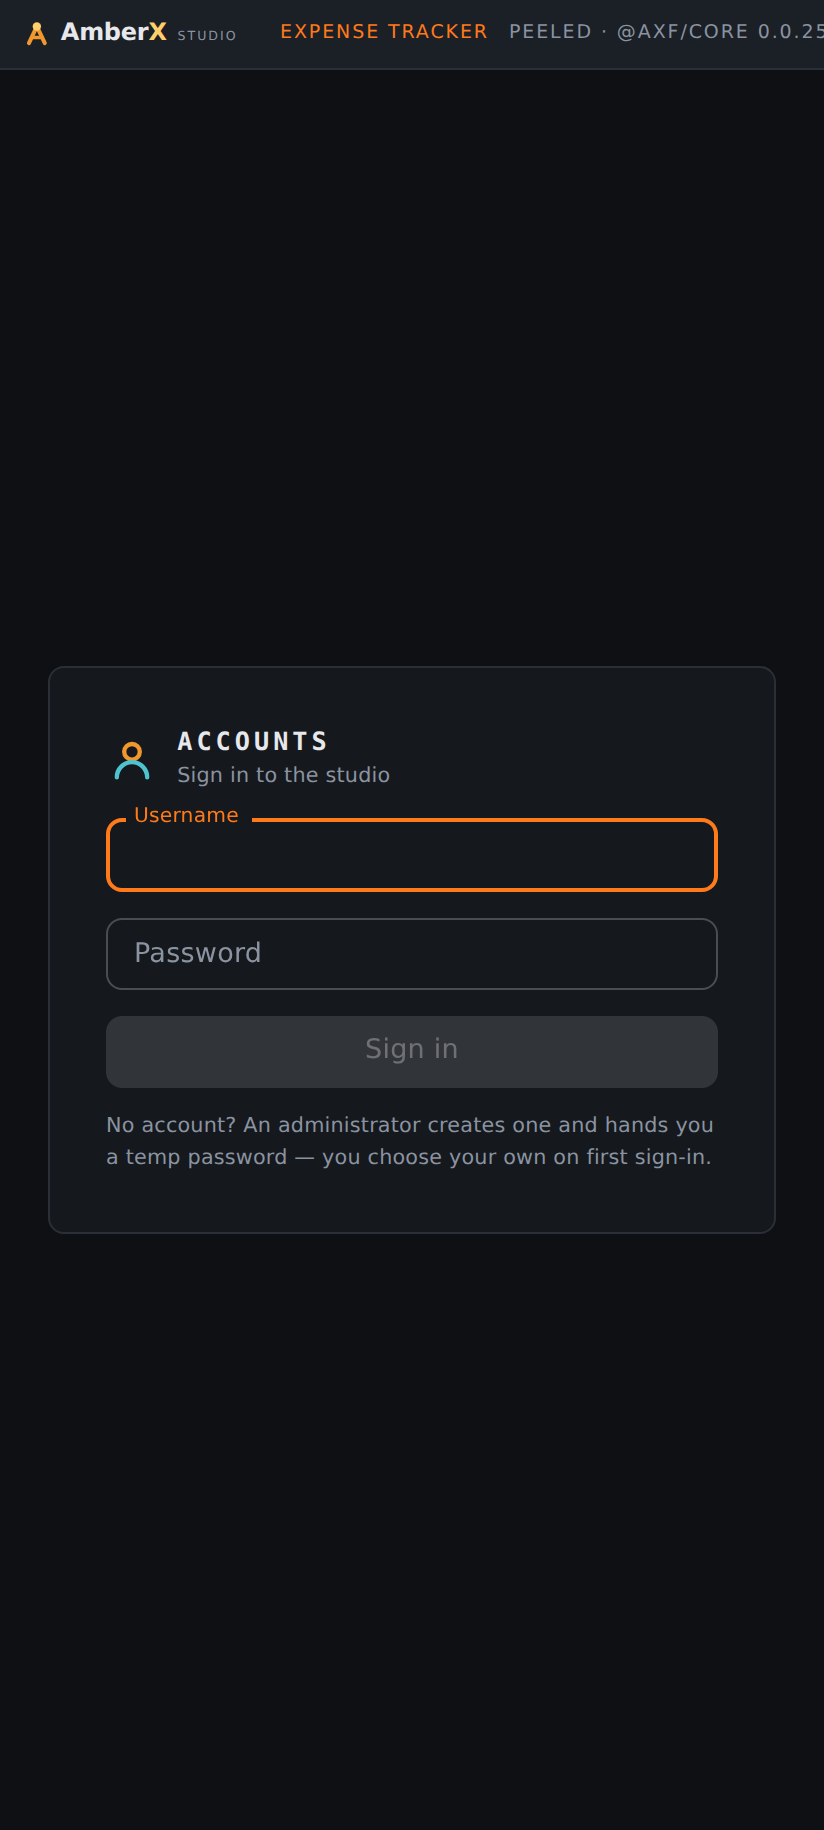 AmberX STUDIO EXPENSE TRACKER PEELED · @AXF/CORE 0.0.25
ACCOUNTS
Sign in to the studio
Username
Password
Sign in
No account? An administrator creates one and hands you
a temp password — you choose your own on first sign-in.